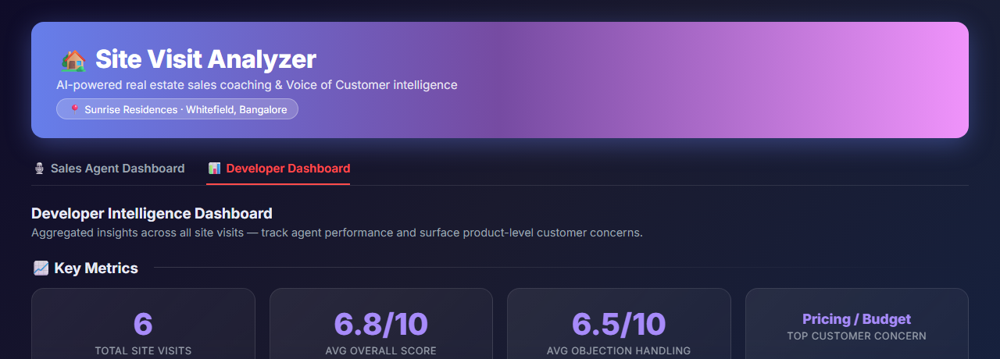 Site Visit Analyzer
AI-powered real estate sales coaching & Voice of Customer intelligence
Sunrise Residences · Whitefield, Bangalore
Sales Agent Dashboard
Developer Dashboard
Developer Intelligence Dashboard
Aggregated insights across all site visits — track agent performance and surface product-level customer concerns.
Key Metrics
6
TOTAL SITE VISITS
6.8/10
AVG OVERALL SCORE
6.5/10
AVG OBJECTION HANDLING
Pricing / Budget
TOP CUSTOMER CONCERN